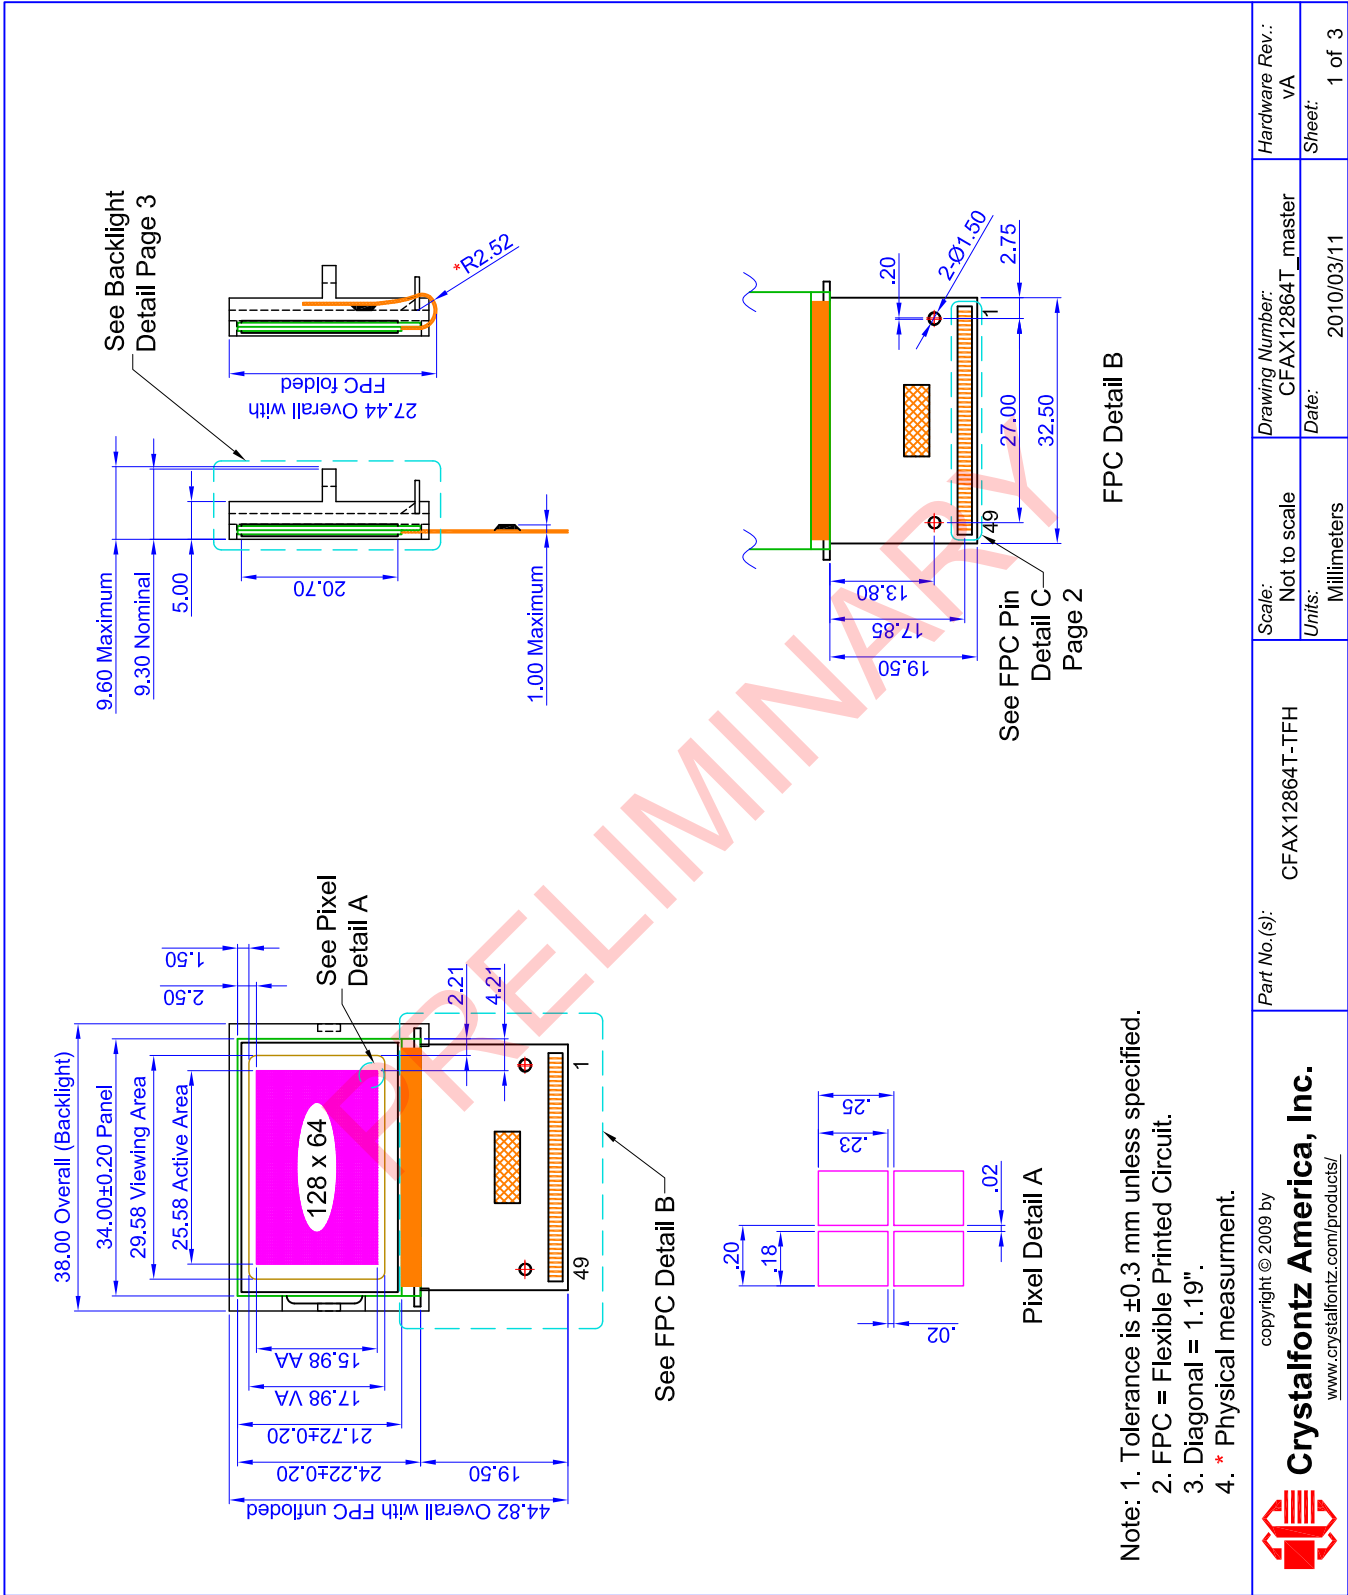 38.00 Overall (Backlight)
34.00±0.20 Panel
29.58 Viewing Area
25.58 Active Area
2.50
1.50
See Pixel
Detail A
128 x 64
15.98 AA
17.98 VA
21.72±0.20
24.22±0.20
44.82 Overall with FPC unfloded
19.50
2.21
4.21
49
1
See FPC Detail B
9.60 Maximum
9.30 Nominal
5.00
20.70
1.00 Maximum
See Backlight
Detail Page 3
27.44 Overall with
FPC folded
*R2.52
.20
.18
.23
.25
.02
.02
Pixel Detail A
13.80
17.85
19.50
.20
2-Ø1.50
2.75
27.00
32.50
49
1
See FPC Pin
Detail C
Page 2
FPC Detail B
PRELIMINARY
Note: 1. Tolerance is ±0.3 mm unless specified.
2. FPC = Flexible Printed Circuit.
3. Diagonal = 1.19".
4. * Physical measurment.
copyright © 2009 by
Crystalfontz America, Inc.
www.crystalfontz.com/products/
Part No.(s):
CFAX12864T-TFH
Scale:
Not to scale
Units:
Millimeters
Drawing Number:
CFAX12864T_master
Date:
2010/03/11
Hardware Rev.:
vA
Sheet:
1 of 3